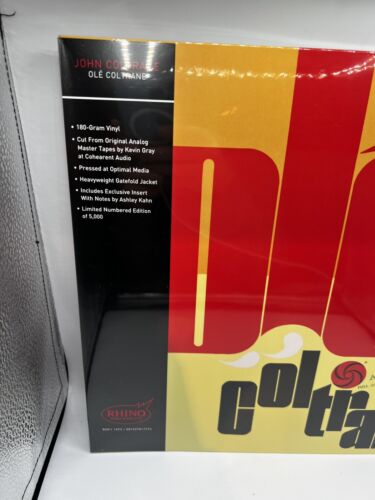 JOHN COLTRANE
OLÉ COLTRANE
• 180-Gram Vinyl
• Cut From Original Analog
Master Tapes by Kevin Gray
at Cohearent Audio
• Pressed at Optimal Media
• Heavyweight Gatefold Jacket
• Includes Exclusive Insert
With Notes by Ashley Kahn
• Limited Numbered Edition
of 5,000
Ol
coltra
RHINO